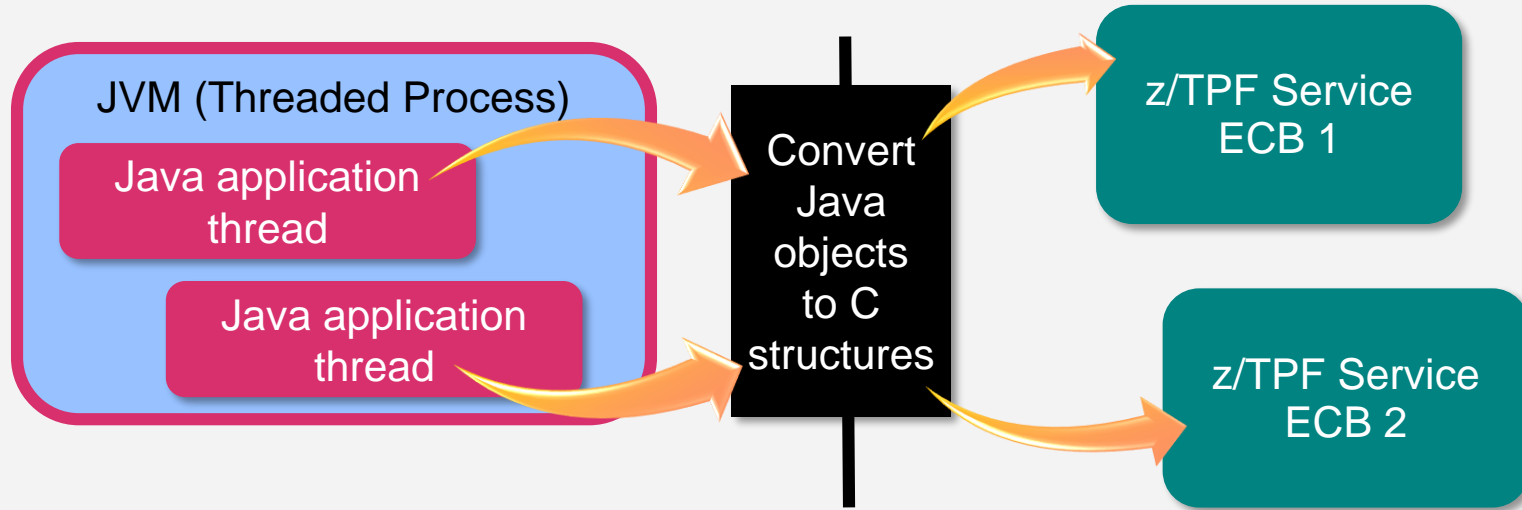 JVM (Threaded Process)
Java application
thread
Java application
thread
Convert
Java
objects
to C
structures
z/TPF Service
ECB 1
z/TPF Service
ECB 2